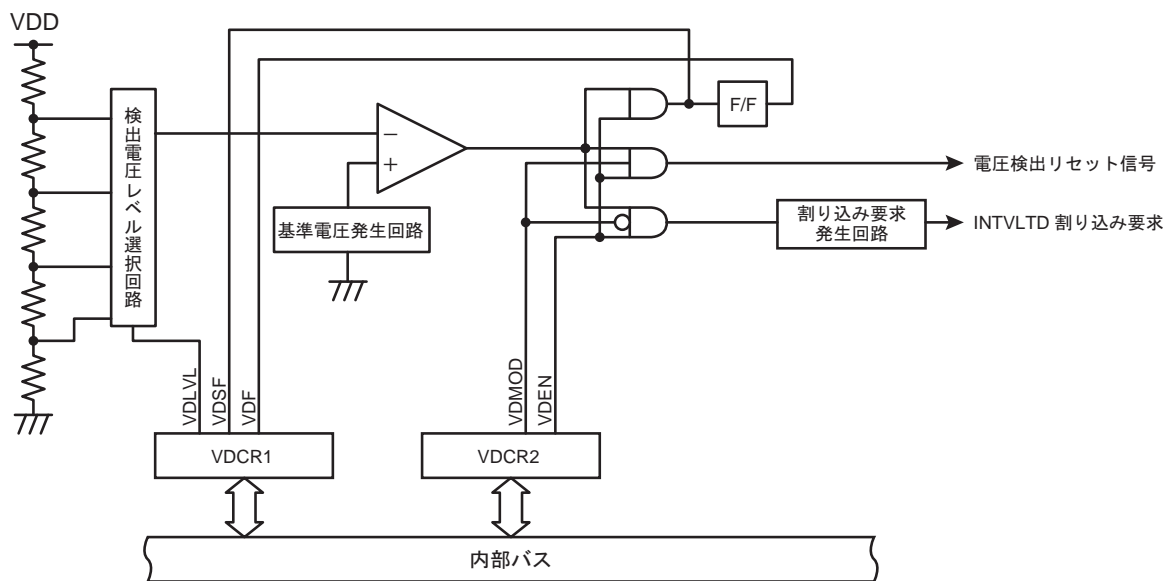 VDD
検出電圧レベル選択回路
−
+
基準電圧発生回路
F/F
電圧検出リセット信号
割り込み要求
発生回路
INTVLTD 割り込み要求
VDLVL
VDSF
VDF
VDMOD
VDEN
VDCR1
VDCR2
内部バス